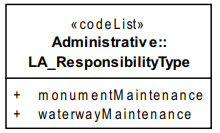 «codeList»
Administrative::
LA_ResponsibilityType
+ monumentMaintenance
+ waterwayMaintenance